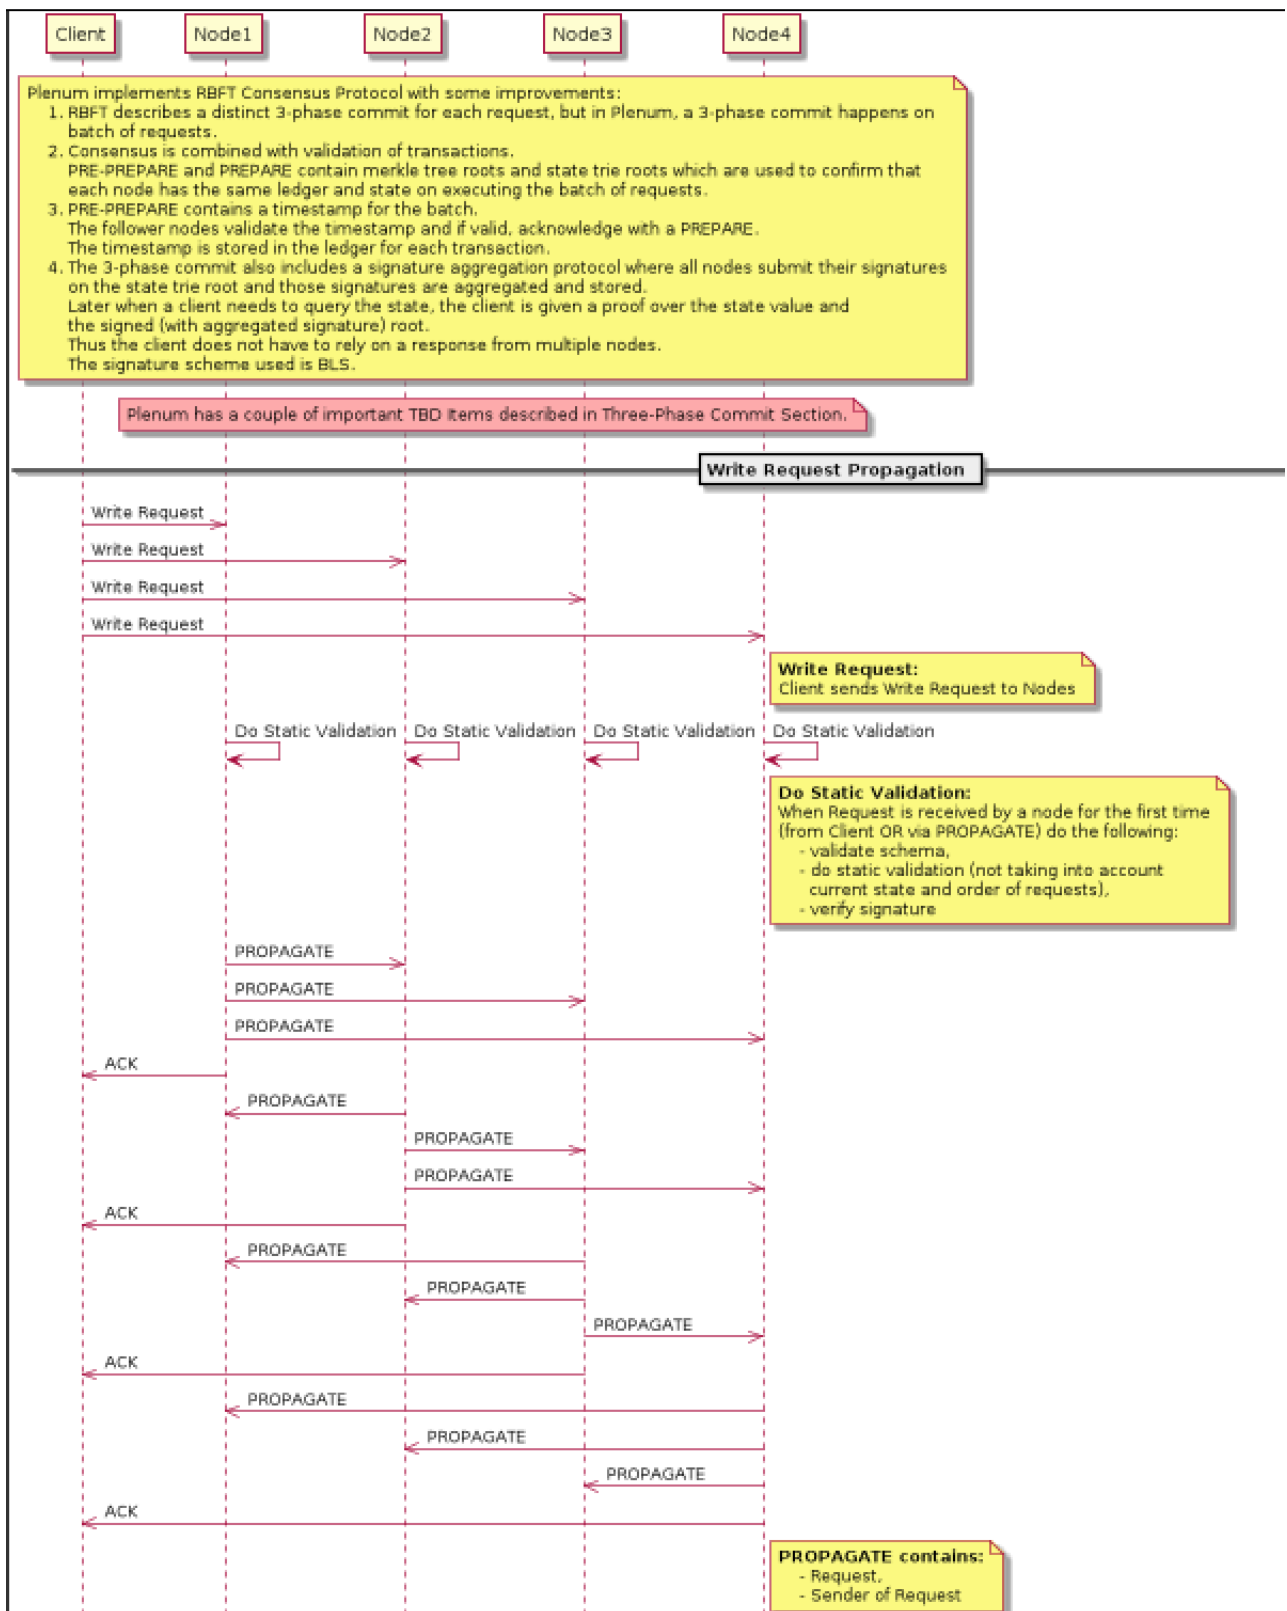 Client Node1 Node2 Node3 Node4
Plenum implements RBFT Consensus Protocol with some improvements:
1. RBFT describes a distinct 3-phase commit for each request, but in Plenum, a 3-phase commit happens on
batch of requests.
2. Consensus is combined with validation of transactions.
PRE-PREPARE and PREPARE contain merkle tree roots and state trie roots which are used to confirm that
each node has the same ledger and state on executing the batch of requests.
3. PRE-PREPARE contains a timestamp for the batch.
The follower nodes validate the timestamp and if valid, acknowledge with a PREPARE.
The timestamp is stored in the ledger for each transaction.
4. The 3-phase commit also includes a signature aggregation protocol where all nodes submit their signatures
on the state trie root and those signatures are aggregated and stored.
Later when a client needs to query the state, the client is given a proof over the state value and
the signed (with aggregated signature) root.
Thus the client does not have to rely on a response from multiple nodes.
The signature scheme used is BLS.
Plenum has a couple of important TBD Items described in Three-Phase Commit Section.
Write Request Propagation
Write Request
Write Request
Write Request
Write Request
Write Request:
Client sends Write Request to Nodes
Do Static Validation Do Static Validation Do Static Validation Do Static Validation
Do Static Validation:
When Request is received by a node for the first time
(from Client OR via PROPAGATE) do the following:
- validate schema,
- do static validation (not taking into account
current state and order of requests),
- verify signature
PROPAGATE
PROPAGATE
PROPAGATE
ACK
PROPAGATE
PROPAGATE
PROPAGATE
ACK
PROPAGATE
PROPAGATE
PROPAGATE
ACK
PROPAGATE
PROPAGATE
PROPAGATE
ACK
PROPAGATE contains:
- Request,
- Sender of Request